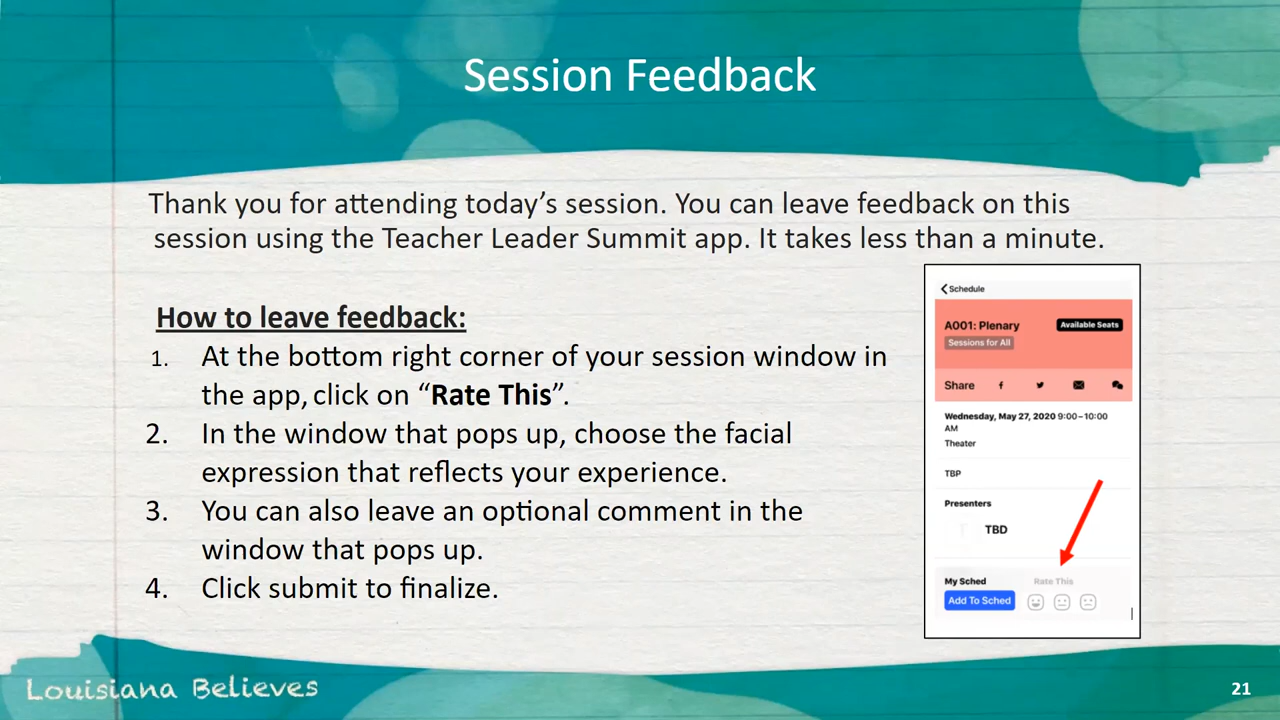 Session Feedback
Thank you for attending today’s session. You can leave feedback on this
session using the Teacher Leader Summit app. It takes less than a minute.
How to leave feedback:
1. At the bottom right corner of your session window in
the app, click on “Rate This”.
2. In the window that pops up, choose the facial
expression that reflects your experience.
3. You can also leave an optional comment in the
window that pops up.
4. Click submit to finalize.
Schedule
A001: Plenary
Available Seats
Sessions for All
Share
Wednesday, May 27, 2020 9:00–10:00
AM
Theater
TBP
Presenters
TBD
My Sched
Rate This
Add To Sched
Louisiana Believes
21